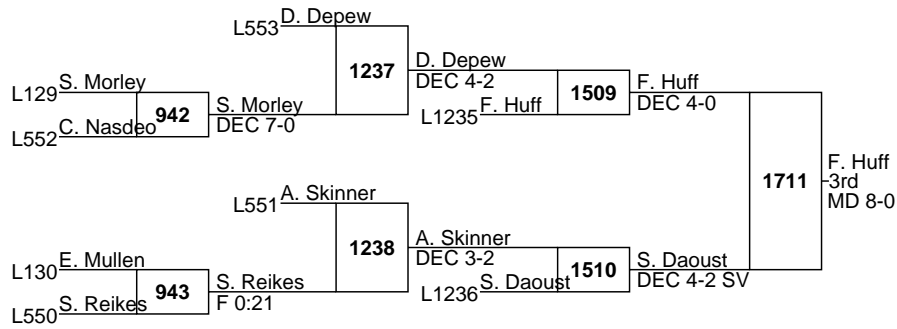 D. Depew
L553
1237
D. Depew
DEC 4-2
S. Morley
L129
942
S. Morley
DEC 7-0
C. Nasdeo
L552
1509
F. Huff
L1235
F. Huff
DEC 4-0
1711
F. Huff
3rd
MD 8-0
A. Skinner
L551
1238
A. Skinner
DEC 3-2
E. Mullen
L130
943
S. Reikes
F 0:21
S. Reikes
L550
1510
S. Daoust
L1236
S. Daoust
DEC 4-2 SV